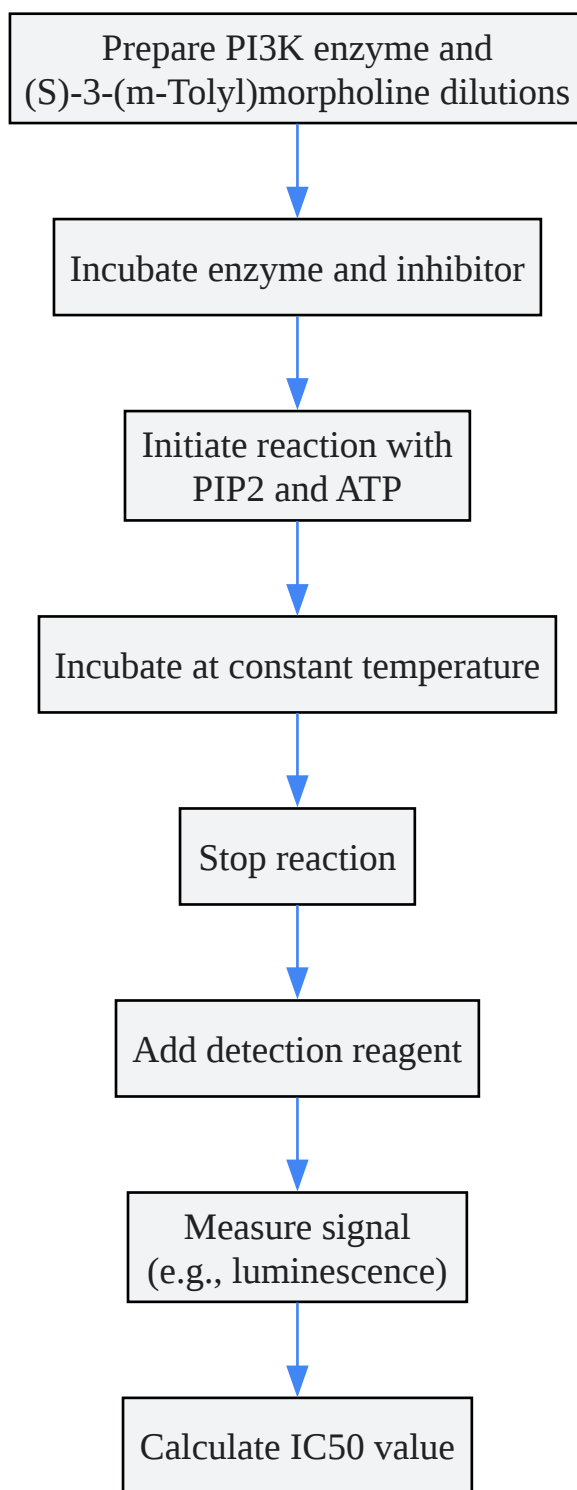 Prepare PI3K enzyme and
(S)-3-(m-Tolyl)morpholine dilutions
Incubate enzyme and inhibitor
Initiate reaction with
PIP2 and ATP
Incubate at constant temperature
Stop reaction
Add detection reagent
Measure signal
(e.g., luminescence)
Calculate IC50 value